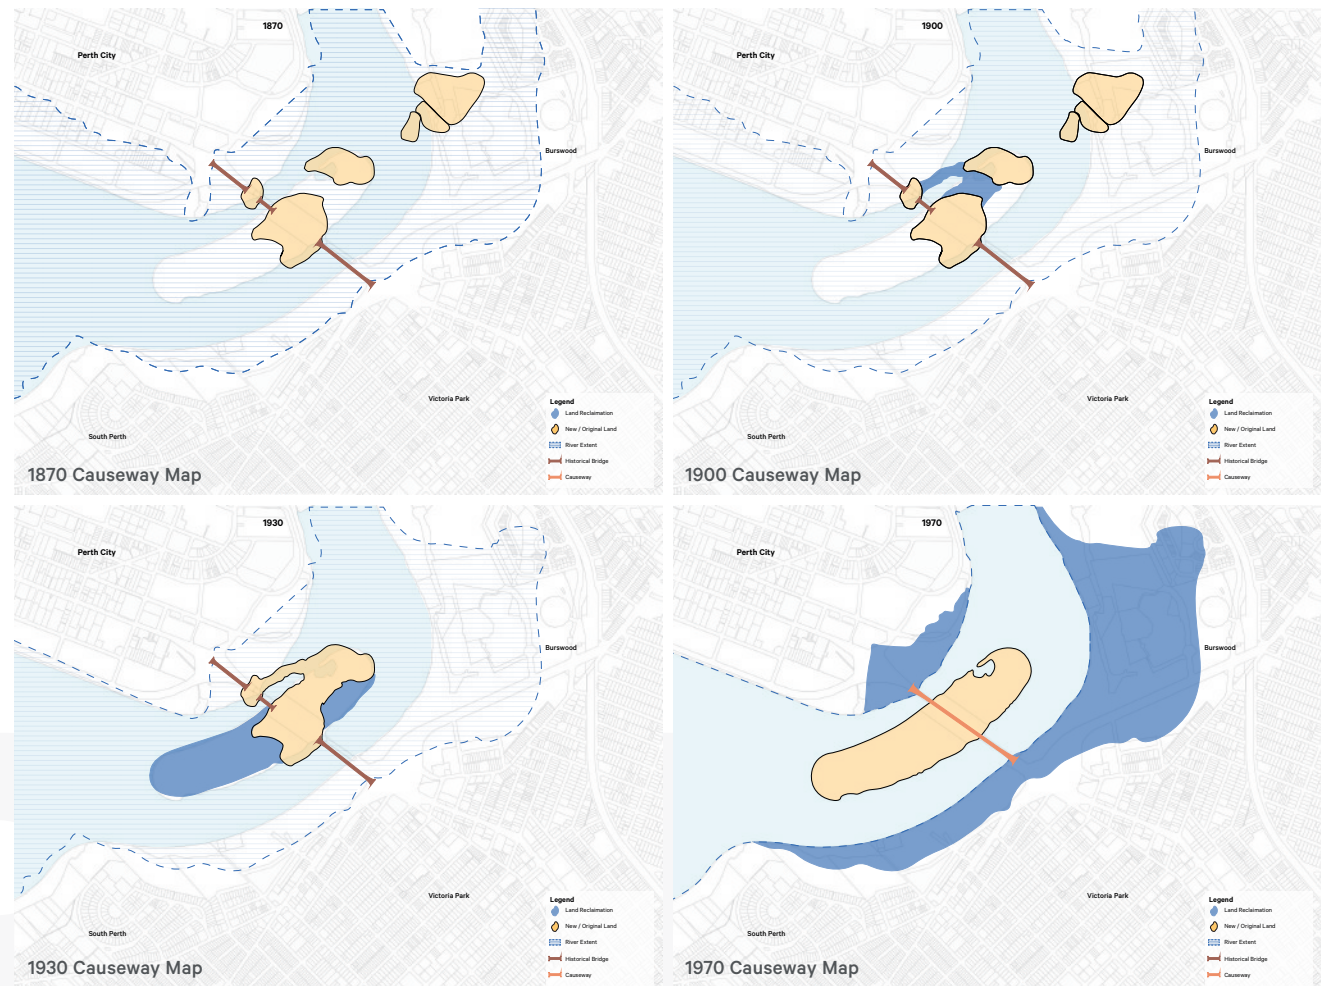 1870
Perth City
Burswood
Victoria Park
South Perth
Legend
Land Reclaimation
New / Original Land
River Extent
Historical Bridge
Causeway
1870 Causeway Map
1900
Perth City
Burswood
Victoria Park
South Perth
Legend
Land Reclaimation
New / Original Land
River Extent
Historical Bridge
Causeway
1900 Causeway Map
1930
Perth City
Burswood
Victoria Park
South Perth
Legend
Land Reclaimation
New / Original Land
River Extent
Historical Bridge
Causeway
1930 Causeway Map
1970
Perth City
Burswood
Victoria Park
South Perth
Legend
Land Reclaimation
New / Original Land
River Extent
Historical Bridge
Causeway
1970 Causeway Map